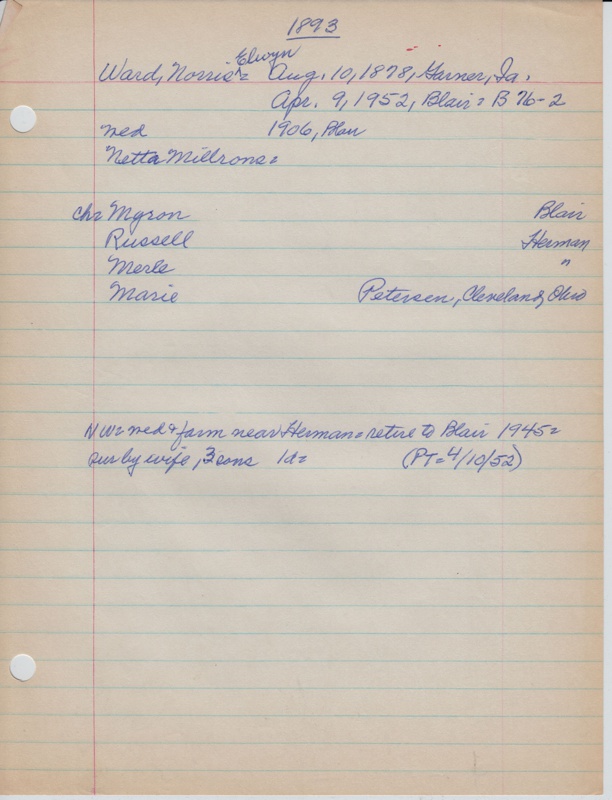 1893
Elwyn
Ward, Norris = Aug. 10, 1878, Garner, Ia.
Apr. 9, 1952, Blair = B 76-2
wed 1906, Blair
Netta Millrons =
ch = Myron Blair
Russell Herman
Merle "
Marie Petersen, Cleveland, Ohio
NW = wed & farm near Herman = retire to Blair 1945 =
sur by wife, 3 sons 1d = (PT = 4/10/52)